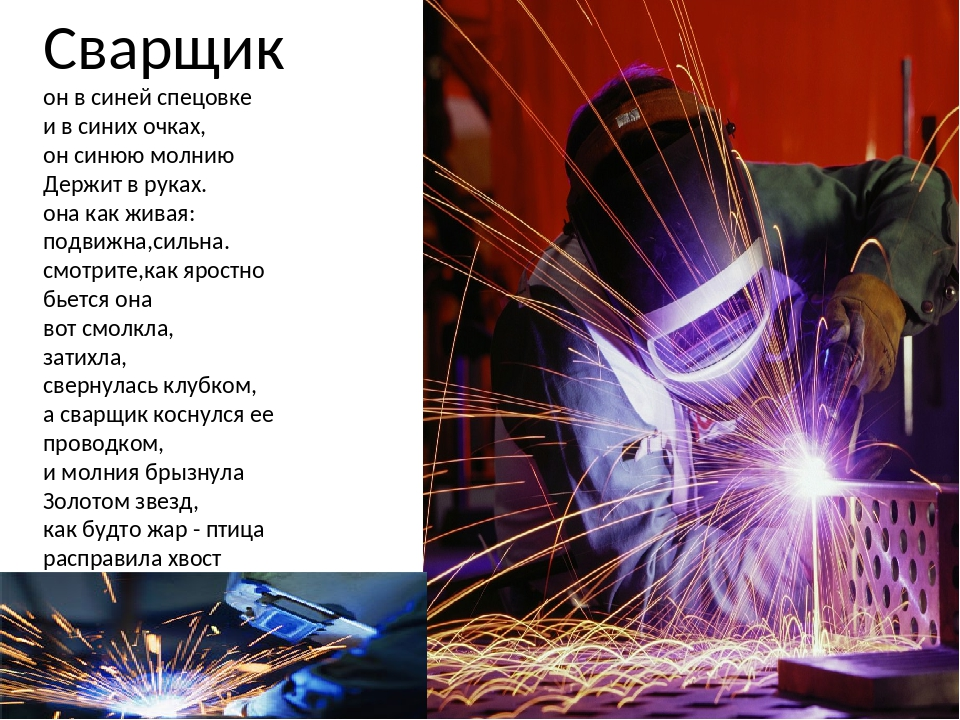 Сварщик
он в синей спецовке
и в синих очках,
он синюю молнию
Держит в руках.
она как живая:
подвижна,сильна.
смотрите,как яростно
бьется она
вот смолкла,
затихла,
свернулась клубком,
а сварщик коснулся ее
проводком,
и молния брызнула
Золотом звезд,
как будто жар - птица
расправила хвост